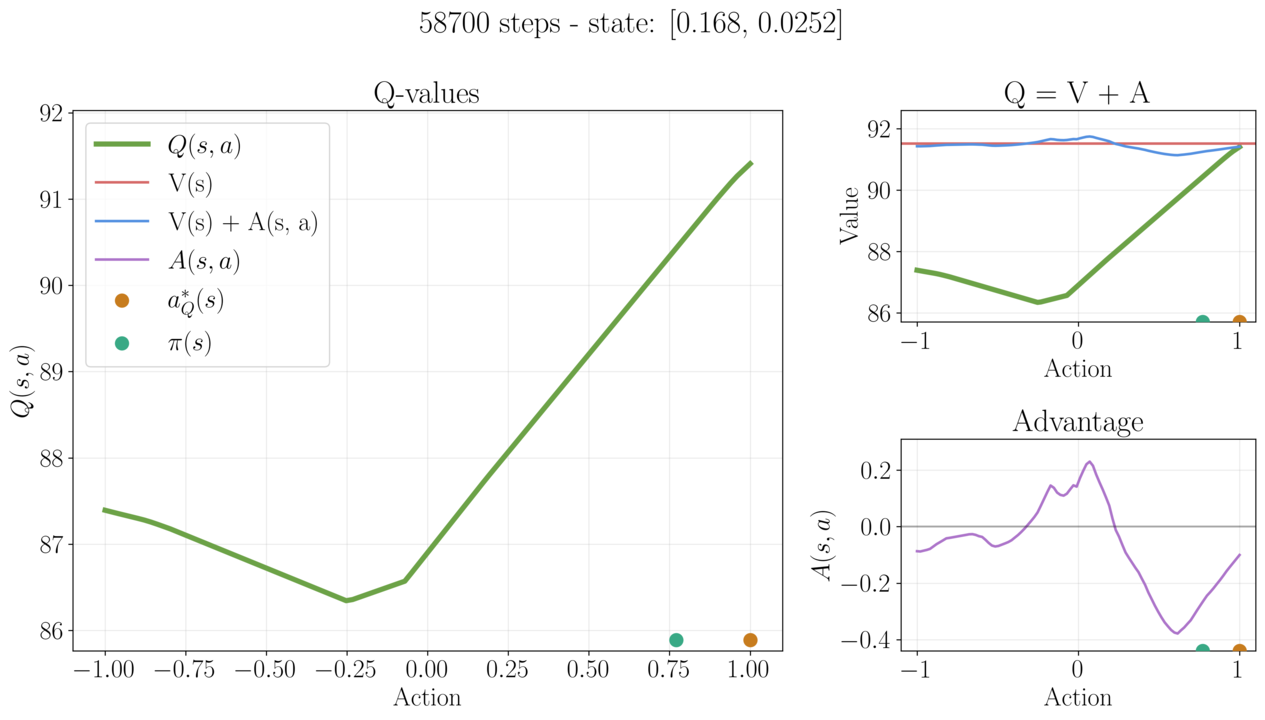 58700 steps - state: [0.168, 0.0252]
Q-values
92
91
90
89
88
87
86
Q(s, a)
Q(s, a)
V(s)
V(s) + A(s, a)
A(s, a)
a*_Q(s)
π(s)
−1.00 −0.75 −0.50 −0.25 0.00 0.25 0.50 0.75 1.00
Action
Q = V + A
92
90
88
86
Value
−1 0 1
Action
Advantage
0.2
0.0
−0.2
−0.4
A(s, a)
−1 0 1
Action